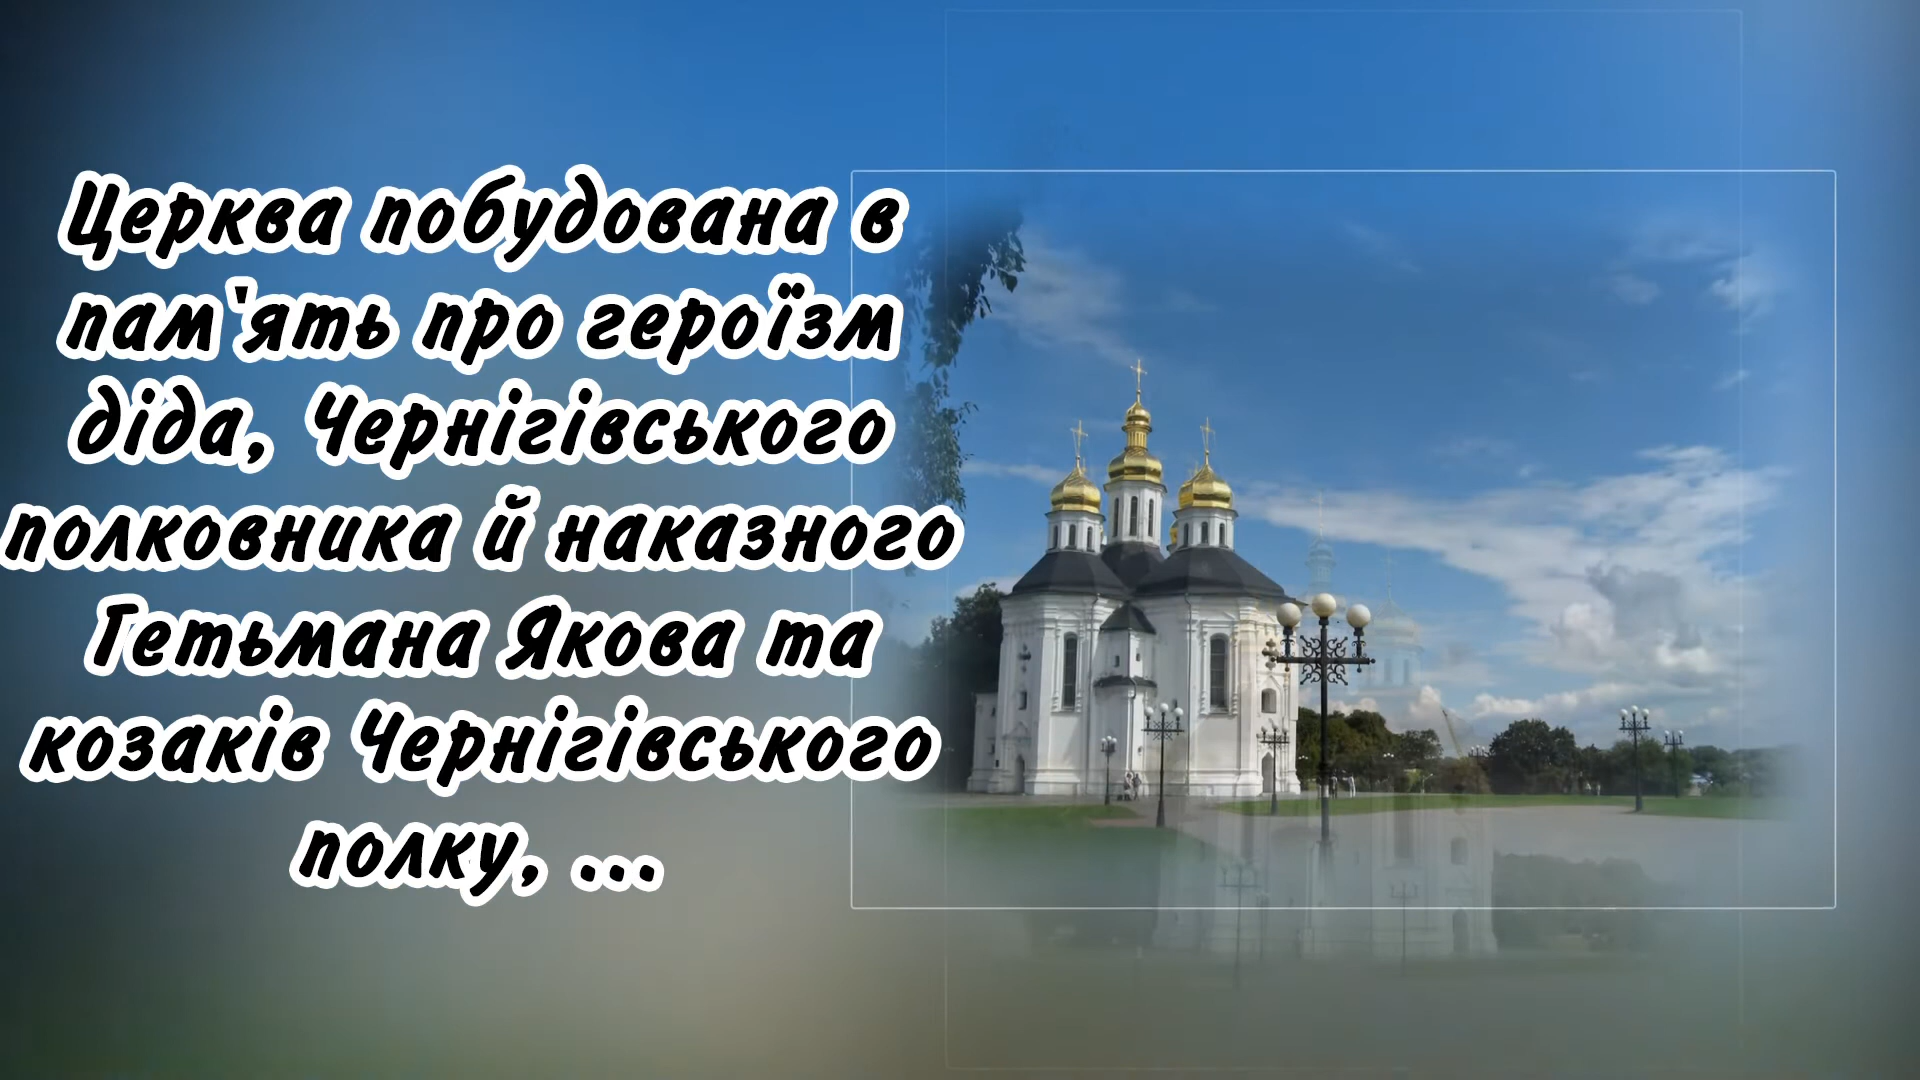 Церква побудована в
пам'ять про героїзм
діда, Чернігівського
полковника й наказного
Гетьмана Якова та
козаків Чернігівського
полку, ...